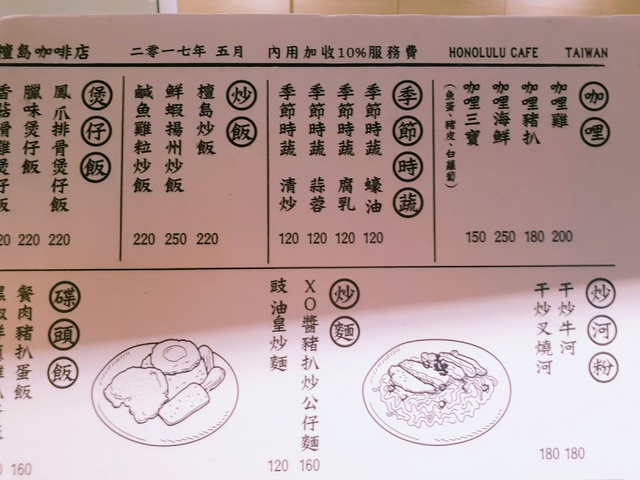 檀島咖啡店 二零一七年 五月 內用加收10%服務費 HONOLULU CAFE TAIWAN
咖哩
咖哩雞 200
咖哩豬扒 180
咖哩海鮮 250
咖哩三寶 150
(魚蛋、豬皮、白蘿蔔)
季節時蔬
季節時蔬 蠔油 120
季節時蔬 腐乳 120
季節時蔬 蒜蓉 120
季節時蔬 清炒 120
炒飯
檀島炒飯 220
鮮蝦揚州炒飯 250
鹹魚雞粒炒飯 220
煲仔飯
鳳爪排骨煲仔飯 220
臘味煲仔飯 220
炒河粉
干炒牛河 180
干炒叉燒河 180
炒麵
XO醬豬扒炒公仔麵 160
豉油皇炒麵 120
碟頭飯
餐肉豬扒蛋飯 160